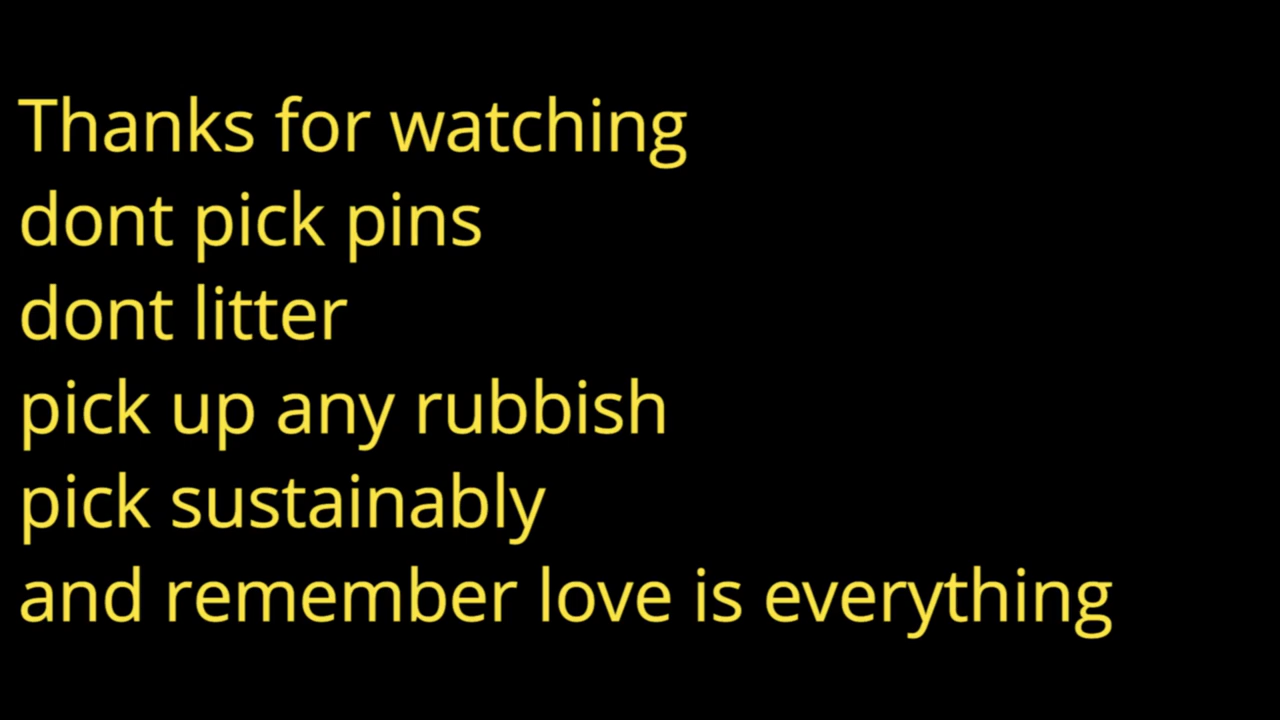 Thanks for watching
dont pick pins
dont litter
pick up any rubbish
pick sustainably
and remember love is everything